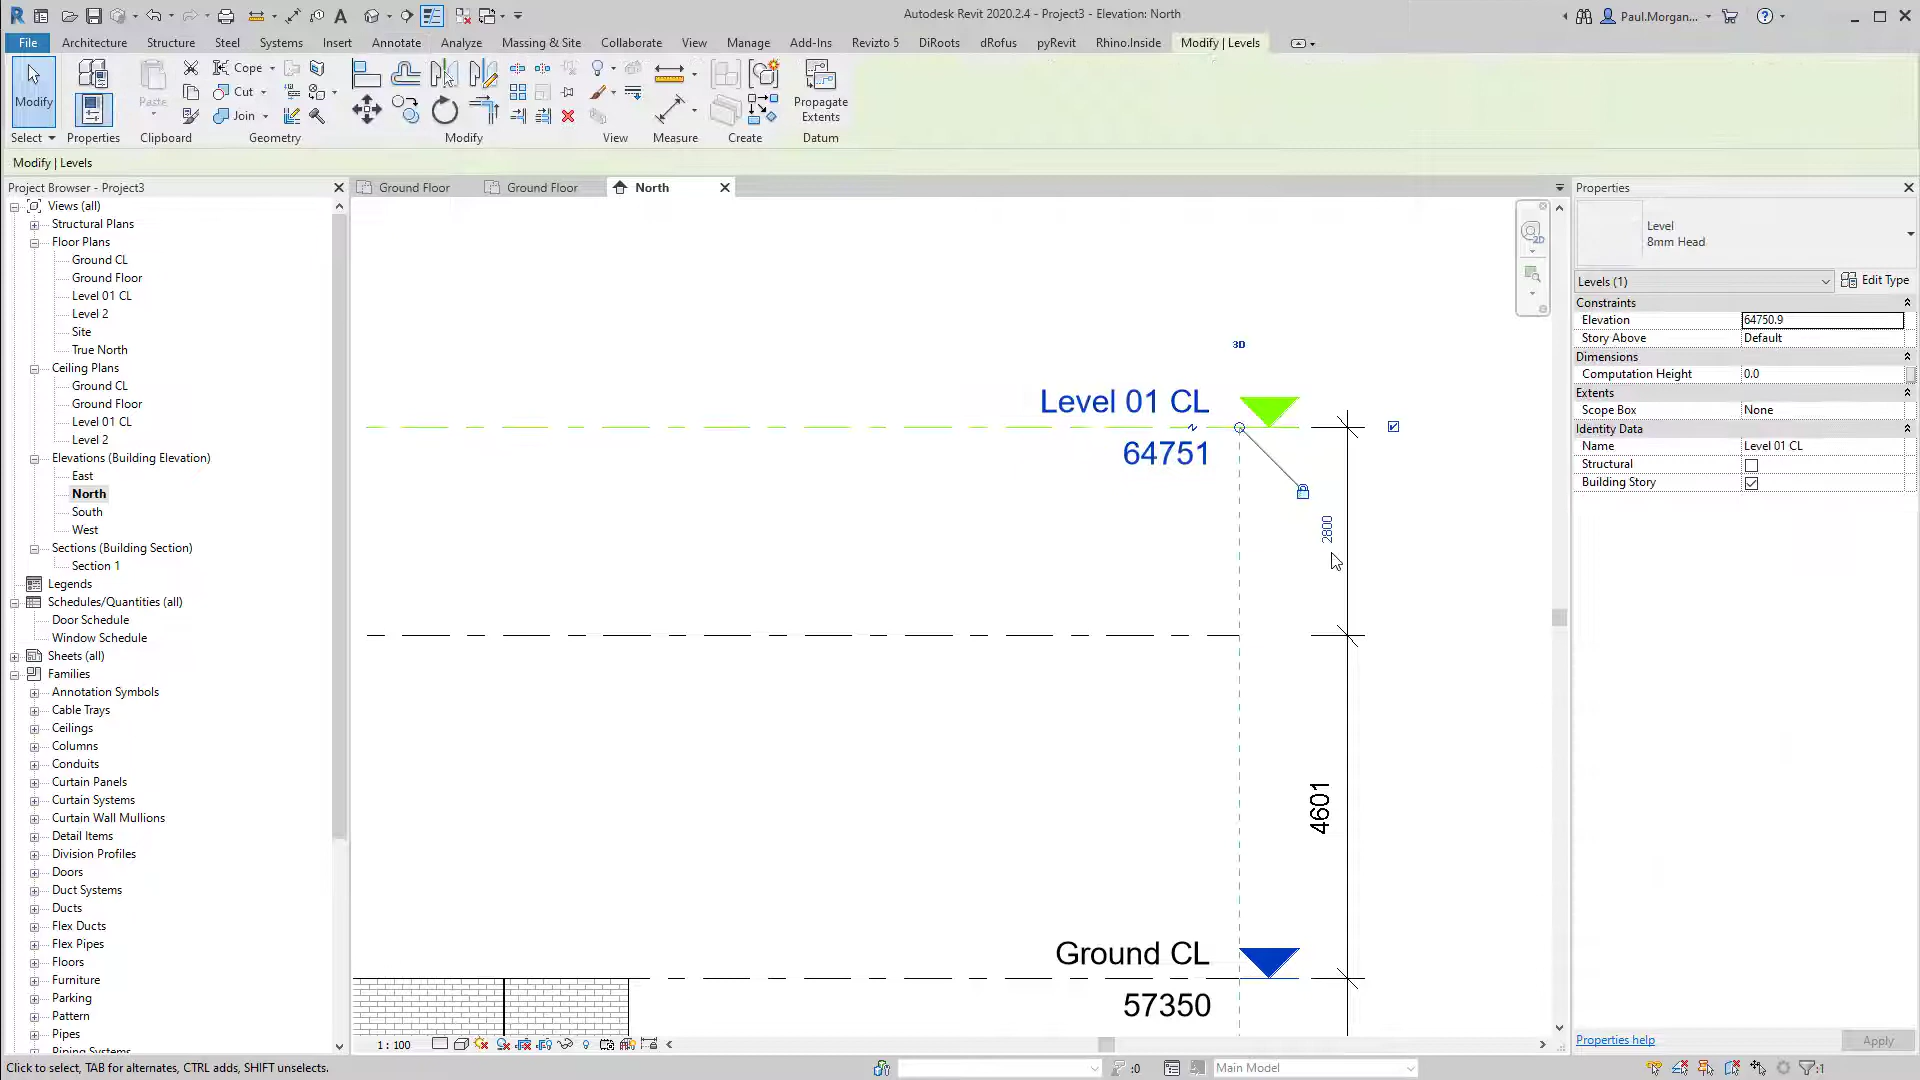 Autodesk Revit 2020.2.4 - Project3 - Elevation: North
Paul.Morgan...
File Architecture Structure Steel Systems Insert Annotate Analyze Massing & Site Collaborate View Manage Add-Ins Revizto 5 DiRoots dRofus pyRevit Rhino.Inside Modify | Levels
Modify
Paste
Cope
Cut
Join
Propagate
Extents
Select Properties Clipboard Geometry Modify View Measure Create Datum
Modify | Levels
Project Browser - Project3
Views (all)
Structural Plans
Floor Plans
Ground CL
Ground Floor
Level 01 CL
Level 2
Site
True North
Ceiling Plans
Ground CL
Ground Floor
Level 01 CL
Level 2
Elevations (Building Elevation)
East
North
South
West
Sections (Building Section)
Section 1
Legends
Schedules/Quantities (all)
Door Schedule
Window Schedule
Sheets (all)
Families
Annotation Symbols
Cable Trays
Ceilings
Columns
Conduits
Curtain Panels
Curtain Systems
Curtain Wall Mullions
Detail Items
Division Profiles
Doors
Duct Systems
Ducts
Flex Ducts
Flex Pipes
Floors
Furniture
Parking
Pattern
Pipes
Piping Systems
Ground Floor
Ground Floor
North
2D
3D
Level 01 CL
64751
2800
4601
Ground CL
57350
1 : 100
Properties
Level
8mm Head
Levels (1)
Edit Type
Constraints
Elevation 64750.9
Story Above Default
Dimensions
Computation Height 0.0
Extents
Scope Box None
Identity Data
Name Level 01 CL
Structural
Building Story
Properties help
Apply
Click to select, TAB for alternates, CTRL adds, SHIFT unselects.
:0
Main Model
:1